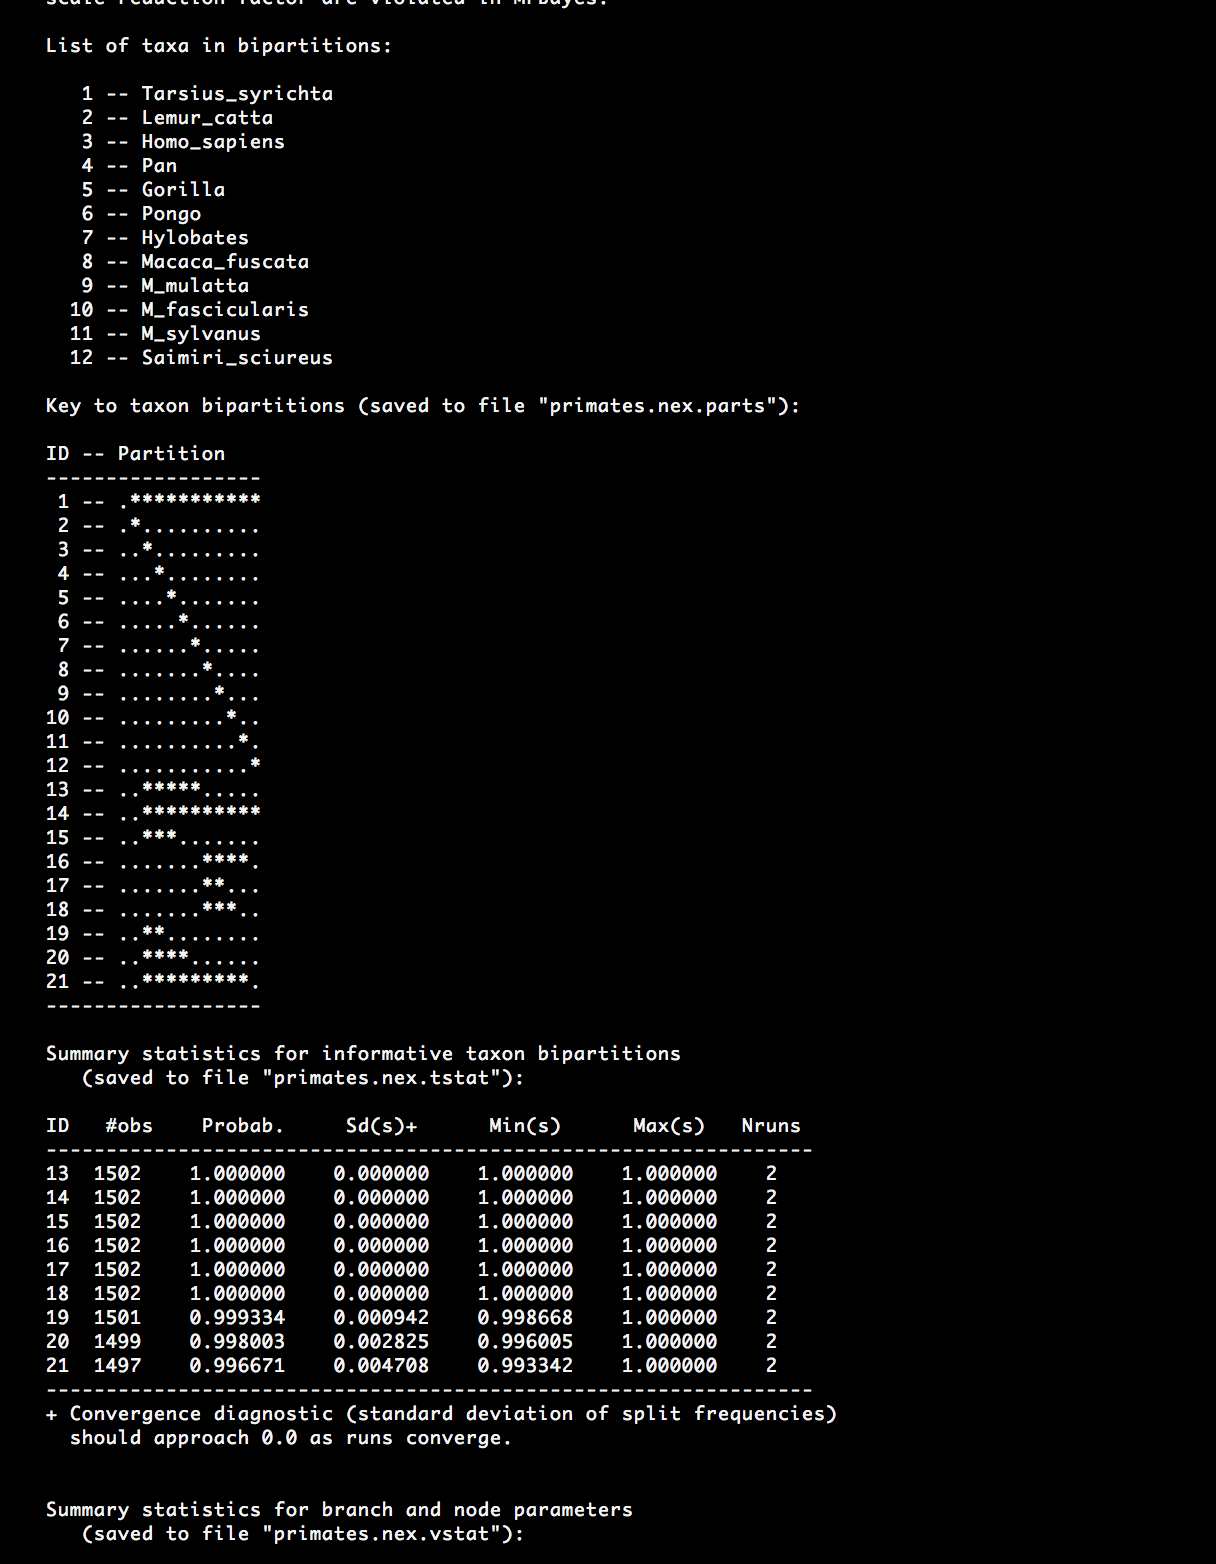 scale reduction factor are violated in MrBayes.
List of taxa in bipartitions:
1 -- Tarsius_syrichta
2 -- Lemur_catta
3 -- Homo_sapiens
4 -- Pan
5 -- Gorilla
6 -- Pongo
7 -- Hylobates
8 -- Macaca_fuscata
9 -- M_mulatta
10 -- M_fascicularis
11 -- M_sylvanus
12 -- Saimiri_sciureus
Key to taxon bipartitions (saved to file "primates.nex.parts"):
ID -- Partition
------------------
1 -- .***********
2 -- .*..........
3 -- ..*.........
4 -- ...*........
5 -- ....*.......
6 -- .....*......
7 -- ......*.....
8 -- .......*....
9 -- ........*...
10 -- .........*..
11 -- ..........*.
12 -- ...........*
13 -- ..*****.....
14 -- ..**********
15 -- ..***.......
16 -- .......****.
17 -- .......**...
18 -- .......***..
19 -- ..**........
20 -- ..****......
21 -- ..*********.
------------------
Summary statistics for informative taxon bipartitions
(saved to file "primates.nex.tstat"):
ID #obs Probab. Sd(s)+ Min(s) Max(s) Nruns
----------------------------------------------------------------
13 1502 1.000000 0.000000 1.000000 1.000000 2
14 1502 1.000000 0.000000 1.000000 1.000000 2
15 1502 1.000000 0.000000 1.000000 1.000000 2
16 1502 1.000000 0.000000 1.000000 1.000000 2
17 1502 1.000000 0.000000 1.000000 1.000000 2
18 1502 1.000000 0.000000 1.000000 1.000000 2
19 1501 0.999334 0.000942 0.998668 1.000000 2
20 1499 0.998003 0.002825 0.996005 1.000000 2
21 1497 0.996671 0.004708 0.993342 1.000000 2
----------------------------------------------------------------
+ Convergence diagnostic (standard deviation of split frequencies)
should approach 0.0 as runs converge.
Summary statistics for branch and node parameters
(saved to file "primates.nex.vstat"):